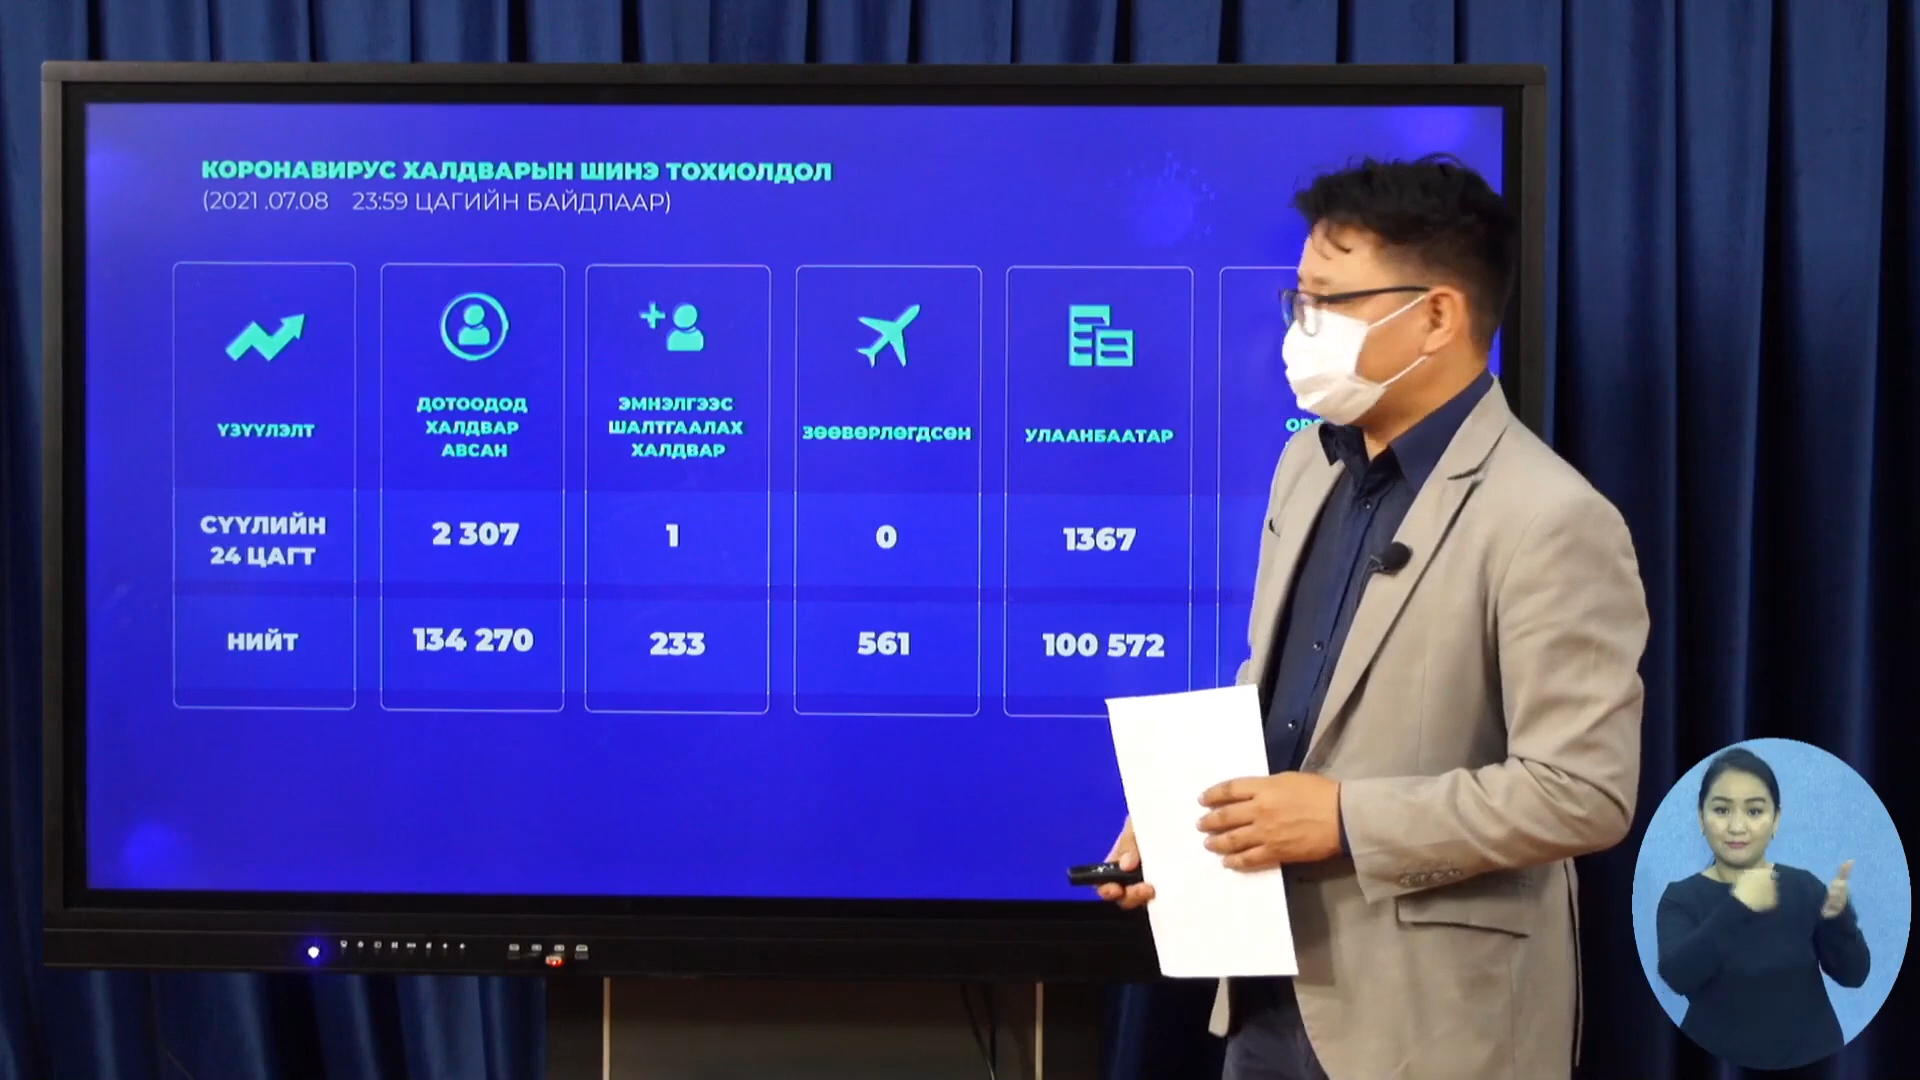 КОРОНАВИРУС ХАЛДВАРЫН ШИНЭ ТОХИОЛДОЛ
(2021 .07.08 23:59 ЦАГИЙН БАЙДЛААР)
ҮЗҮҮЛЭЛТ
ДОТООДОД
ХАЛДВАР
АВСАН
ЭМНЭЛГЭЭС
ШАЛТГААЛАХ
ХАЛДВАР
ЗӨӨВӨРЛӨГДСӨН
УЛААНБААТАР
СҮҮЛИЙН
24 ЦАГТ
2 307
1
0
1367
НИЙТ
134 270
233
561
100 572